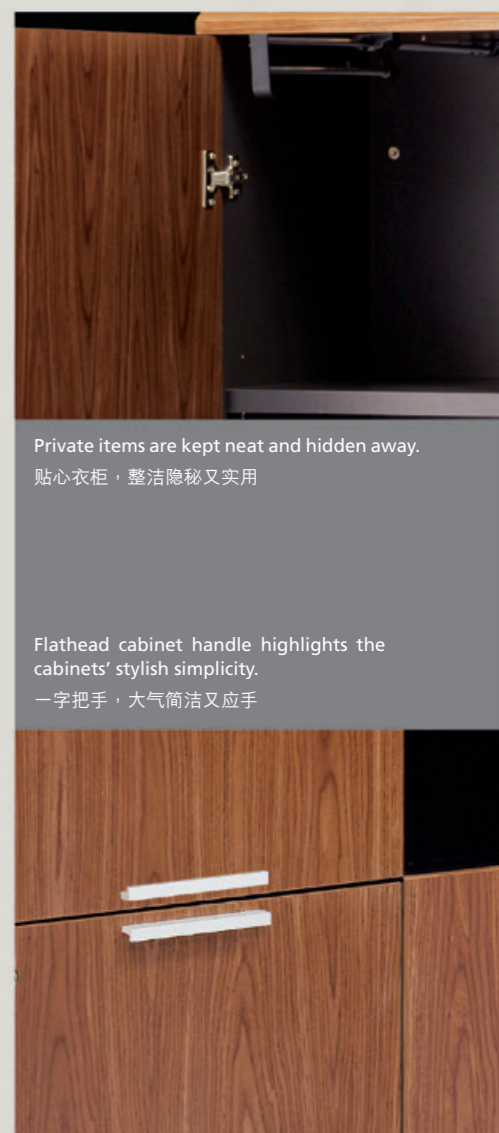 Private items are kept neat and hidden away.
贴心衣柜，整洁隐秘又实用
Flathead cabinet handle highlights the
cabinets’ stylish simplicity.
一字把手，大气简洁又应手